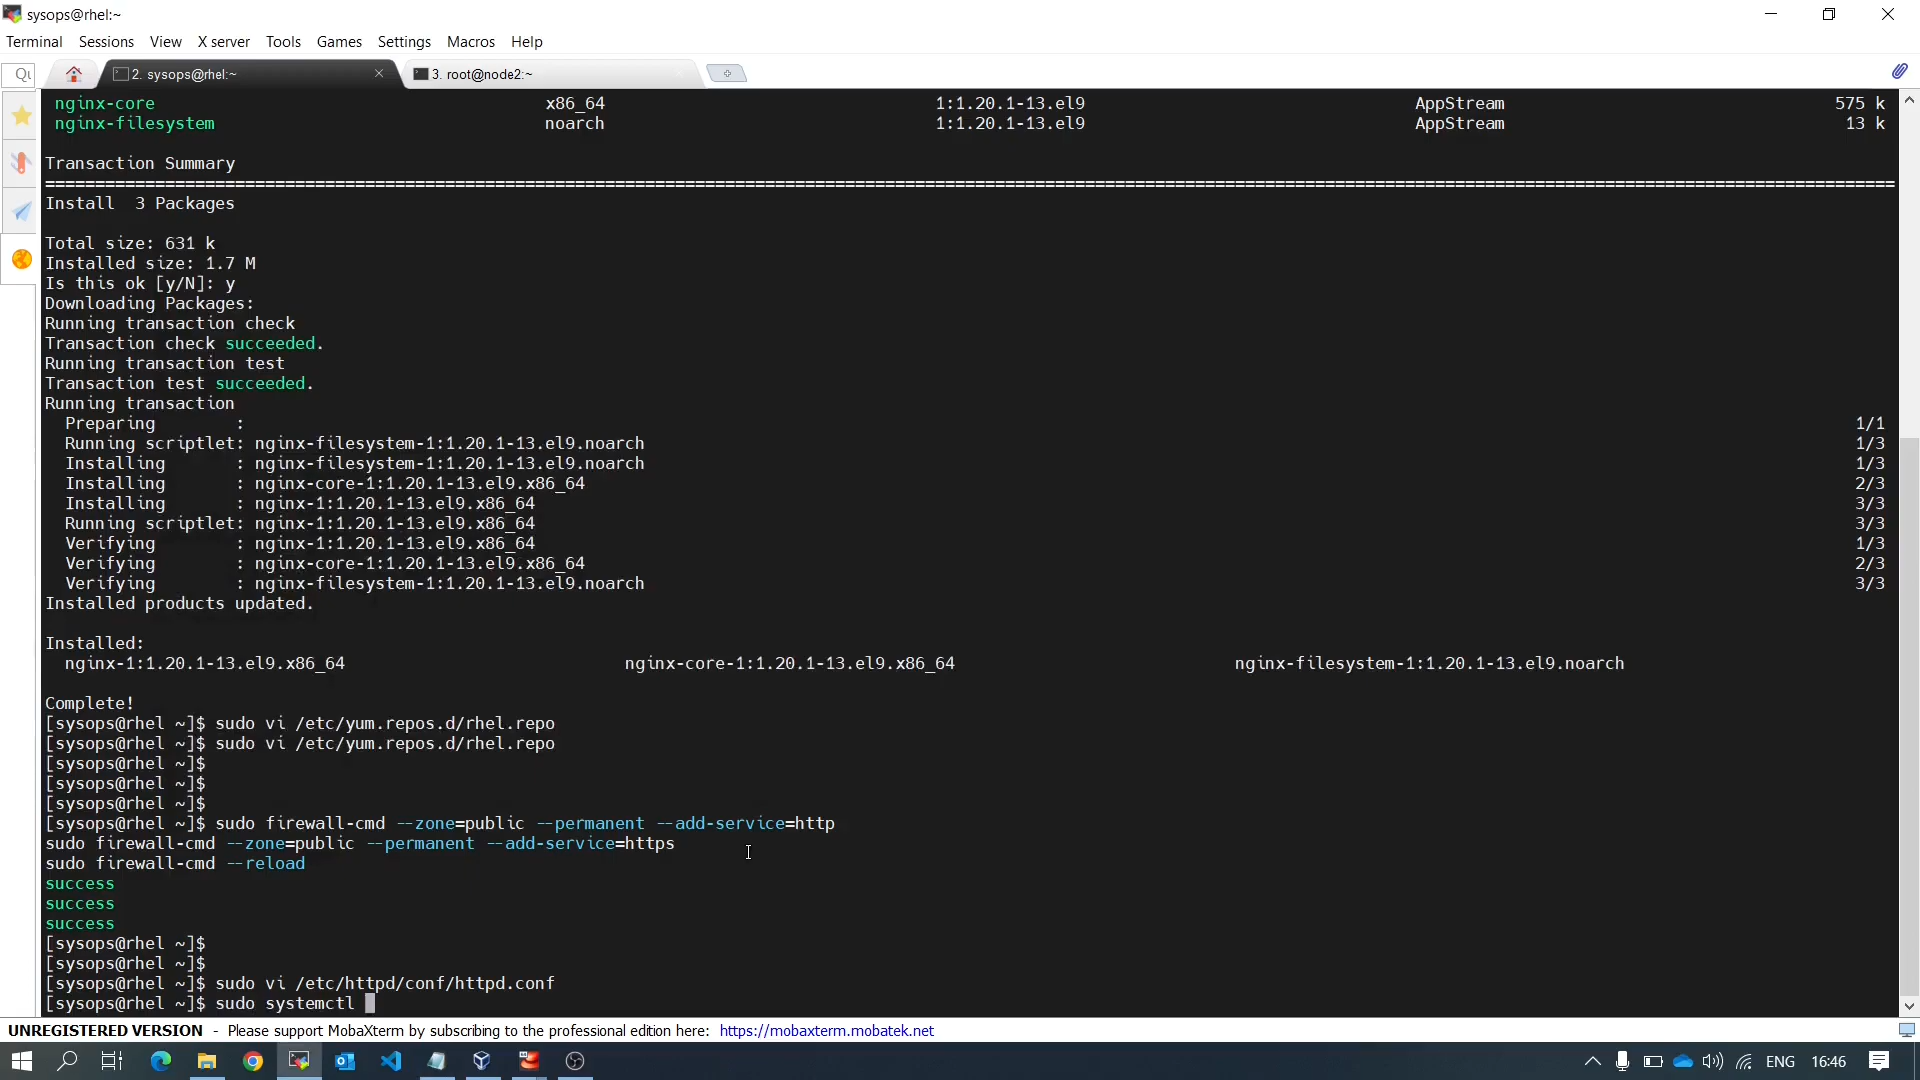 sysops@rhel:~
Terminal Sessions View X server Tools Games Settings Macros Help
Qu 2. sysops@rhel:~ 3. root@node2:~
nginx-core x86_64 1:1.20.1-13.el9 AppStream 575 k
nginx-filesystem noarch 1:1.20.1-13.el9 AppStream 13 k
Transaction Summary
=========================================================================================================================================================================================
Install 3 Packages
Total size: 631 k
Installed size: 1.7 M
Is this ok [y/N]: y
Downloading Packages:
Running transaction check
Transaction check succeeded.
Running transaction test
Transaction test succeeded.
Running transaction
Preparing : 1/1
Running scriptlet: nginx-filesystem-1:1.20.1-13.el9.noarch 1/3
Installing : nginx-filesystem-1:1.20.1-13.el9.noarch 1/3
Installing : nginx-core-1:1.20.1-13.el9.x86_64 2/3
Installing : nginx-1:1.20.1-13.el9.x86_64 3/3
Running scriptlet: nginx-1:1.20.1-13.el9.x86_64 3/3
Verifying : nginx-1:1.20.1-13.el9.x86_64 1/3
Verifying : nginx-core-1:1.20.1-13.el9.x86_64 2/3
Verifying : nginx-filesystem-1:1.20.1-13.el9.noarch 3/3
Installed products updated.
Installed:
nginx-1:1.20.1-13.el9.x86_64 nginx-core-1:1.20.1-13.el9.x86_64 nginx-filesystem-1:1.20.1-13.el9.noarch
Complete!
[sysops@rhel ~]$ sudo vi /etc/yum.repos.d/rhel.repo
[sysops@rhel ~]$ sudo vi /etc/yum.repos.d/rhel.repo
[sysops@rhel ~]$
[sysops@rhel ~]$
[sysops@rhel ~]$
[sysops@rhel ~]$ sudo firewall-cmd --zone=public --permanent --add-service=http
sudo firewall-cmd --zone=public --permanent --add-service=https
sudo firewall-cmd --reload
success
success
success
[sysops@rhel ~]$
[sysops@rhel ~]$
[sysops@rhel ~]$ sudo vi /etc/httpd/conf/httpd.conf
[sysops@rhel ~]$ sudo systemctl
UNREGISTERED VERSION - Please support MobaXterm by subscribing to the professional edition here: https://mobaxterm.mobatek.net
ENG 16:46